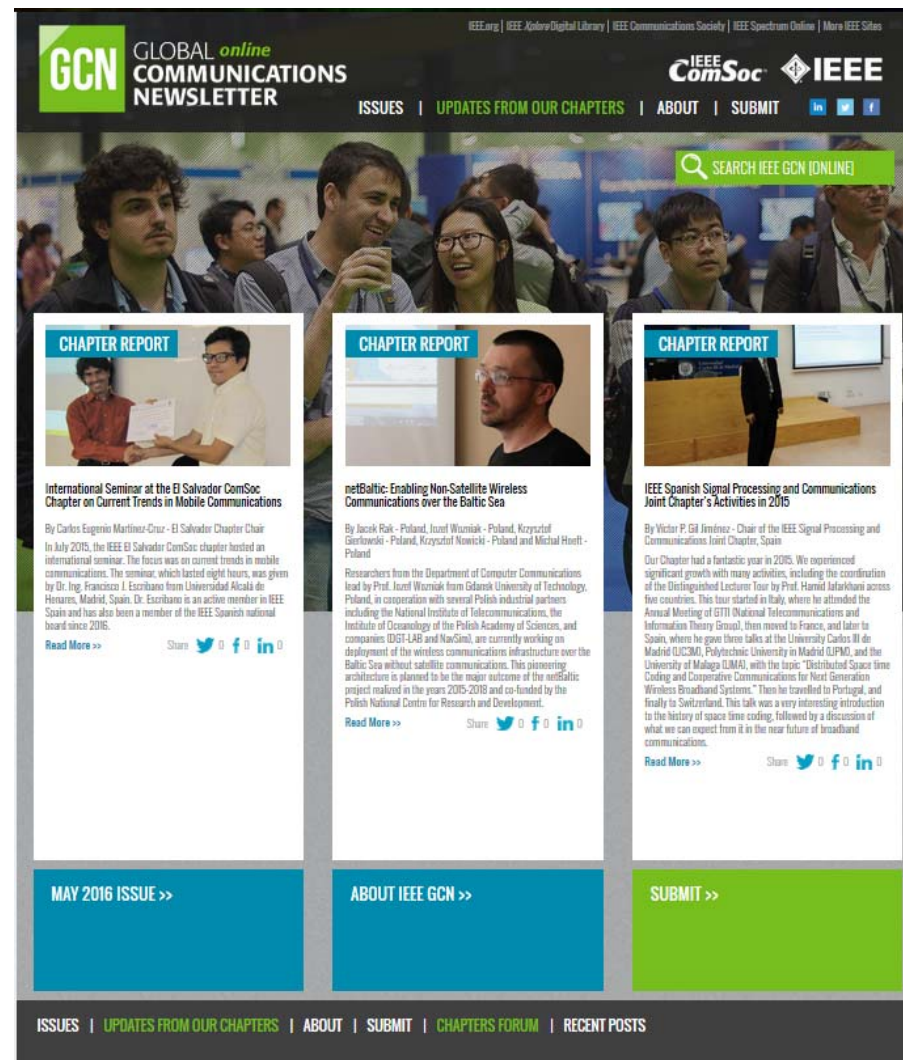 IEEE.org | IEEE Xplore Digital Library | IEEE Communications Society | IEEE Spectrum Online | More IEEE Sites
GCN
GLOBAL online
COMMUNICATIONS
NEWSLETTER
IEEE
ComSoc
IEEE
ISSUES | UPDATES FROM OUR CHAPTERS | ABOUT | SUBMIT
in
f
SEARCH IEEE GCN [ONLINE]
CHAPTER REPORT
International Seminar at the El Salvador ComSoc
Chapter on Current Trends in Mobile Communications
By Carlos Eugenio Martinez-Cruz - El Salvador Chapter Chair
In July 2015, the IEEE El Salvador ComSoc chapter hosted an
international seminar. The focus was on current trends in mobile
communications. The seminar, which lasted eight hours, was given
by Dr. Ing. Francisco J. Escribano from Universidad Alcalá de
Henares, Madrid, Spain. Dr. Escribano is an active member in IEEE
Spain and has also been a member of the IEEE Spanish national
board since 2016.
Read More >>
Share 0 f 0 in 0
CHAPTER REPORT
netBaltic: Enabling Non-Satellite Wireless
Communications over the Baltic Sea
By Jacek Rak - Poland, Jozef Wozniak - Poland, Krzysztof
Gierlowski - Poland, Krzysztof Nowicki - Poland and Michal Hoeft -
Poland
Researchers from the Department of Computer Communications
lead by Prof. Jozef Wozniak from Gdansk University of Technology,
Poland, in cooperation with several Polish industrial partners
including the National Institute of Telecommunications, the
Institute of Oceanology of the Polish Academy of Sciences, and
companies (DGT-LAB and NavSim), are currently working on
deployment of the wireless communications infrastructure over the
Baltic Sea without satellite communications. This pioneering
architecture is planned to be the major outcome of the netBaltic
project realized in the years 2015-2018 and co-funded by the
Polish National Centre for Research and Development.
Read More >>
Share 0 f 0 in 0
CHAPTER REPORT
IEEE Spanish Signal Processing and Communications
Joint Chapter's Activities in 2015
By Víctor P. Gil Jiménez - Chair of the IEEE Signal Processing and
Communications Joint Chapter, Spain
Our Chapter had a fantastic year in 2015. We experienced
significant growth with many activities, including the coordination
of the Distinguished Lecturer Tour by Prof. Hamid Jafarkhani across
five countries. This tour started in Italy, where he attended the
Annual Meeting of GTTI (National Telecommunications and
Information Theory Group), then moved to France, and later to
Spain, where he gave three talks at the University Carlos III de
Madrid (UC3M), Polytechnic University in Madrid (UPM), and the
University of Malaga (UMA), with the topic "Distributed Space time
Coding and Cooperative Communications for Next Generation
Wireless Broadband Systems." Then he travelled to Portugal, and
finally to Switzerland. This talk was a very interesting introduction
to the history of space time coding, followed by a discussion of
what we can expect from it in the near future of broadband
communications.
Read More >>
Share 0 f 0 in 0
MAY 2016 ISSUE >>
ABOUT IEEE GCN >>
SUBMIT >>
ISSUES | UPDATES FROM OUR CHAPTERS | ABOUT | SUBMIT | CHAPTERS FORUM | RECENT POSTS